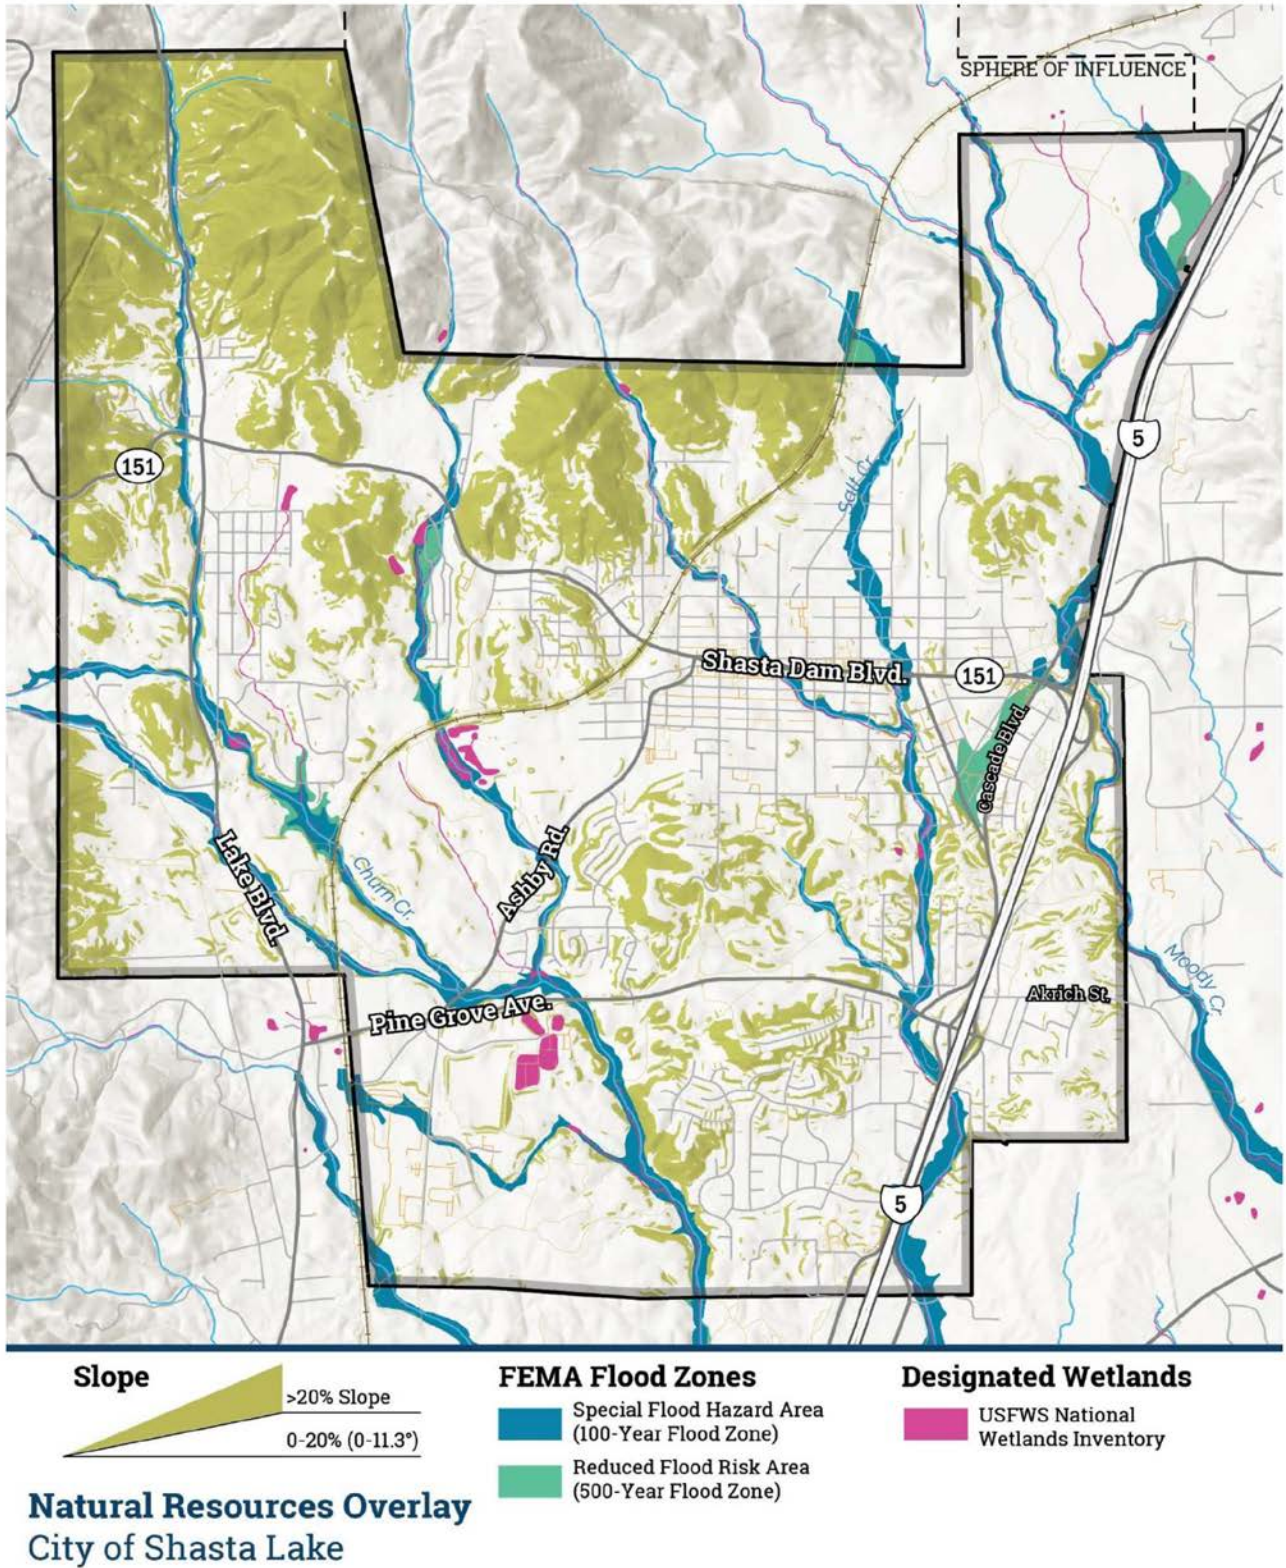 SPHERE OF INFLUENCE
5
151
Salt Cr.
Shasta Dam Blvd.
151
Cascade Blvd.
Lake Blvd.
Churn Cr.
Ashby Rd.
Moody Cr.
Akrich St.
Pine Grove Ave.
5
Slope
>20% Slope
0-20% (0-11.3°)
FEMA Flood Zones
Special Flood Hazard Area
(100-Year Flood Zone)
Reduced Flood Risk Area
(500-Year Flood Zone)
Designated Wetlands
USFWS National
Wetlands Inventory
Natural Resources Overlay
City of Shasta Lake